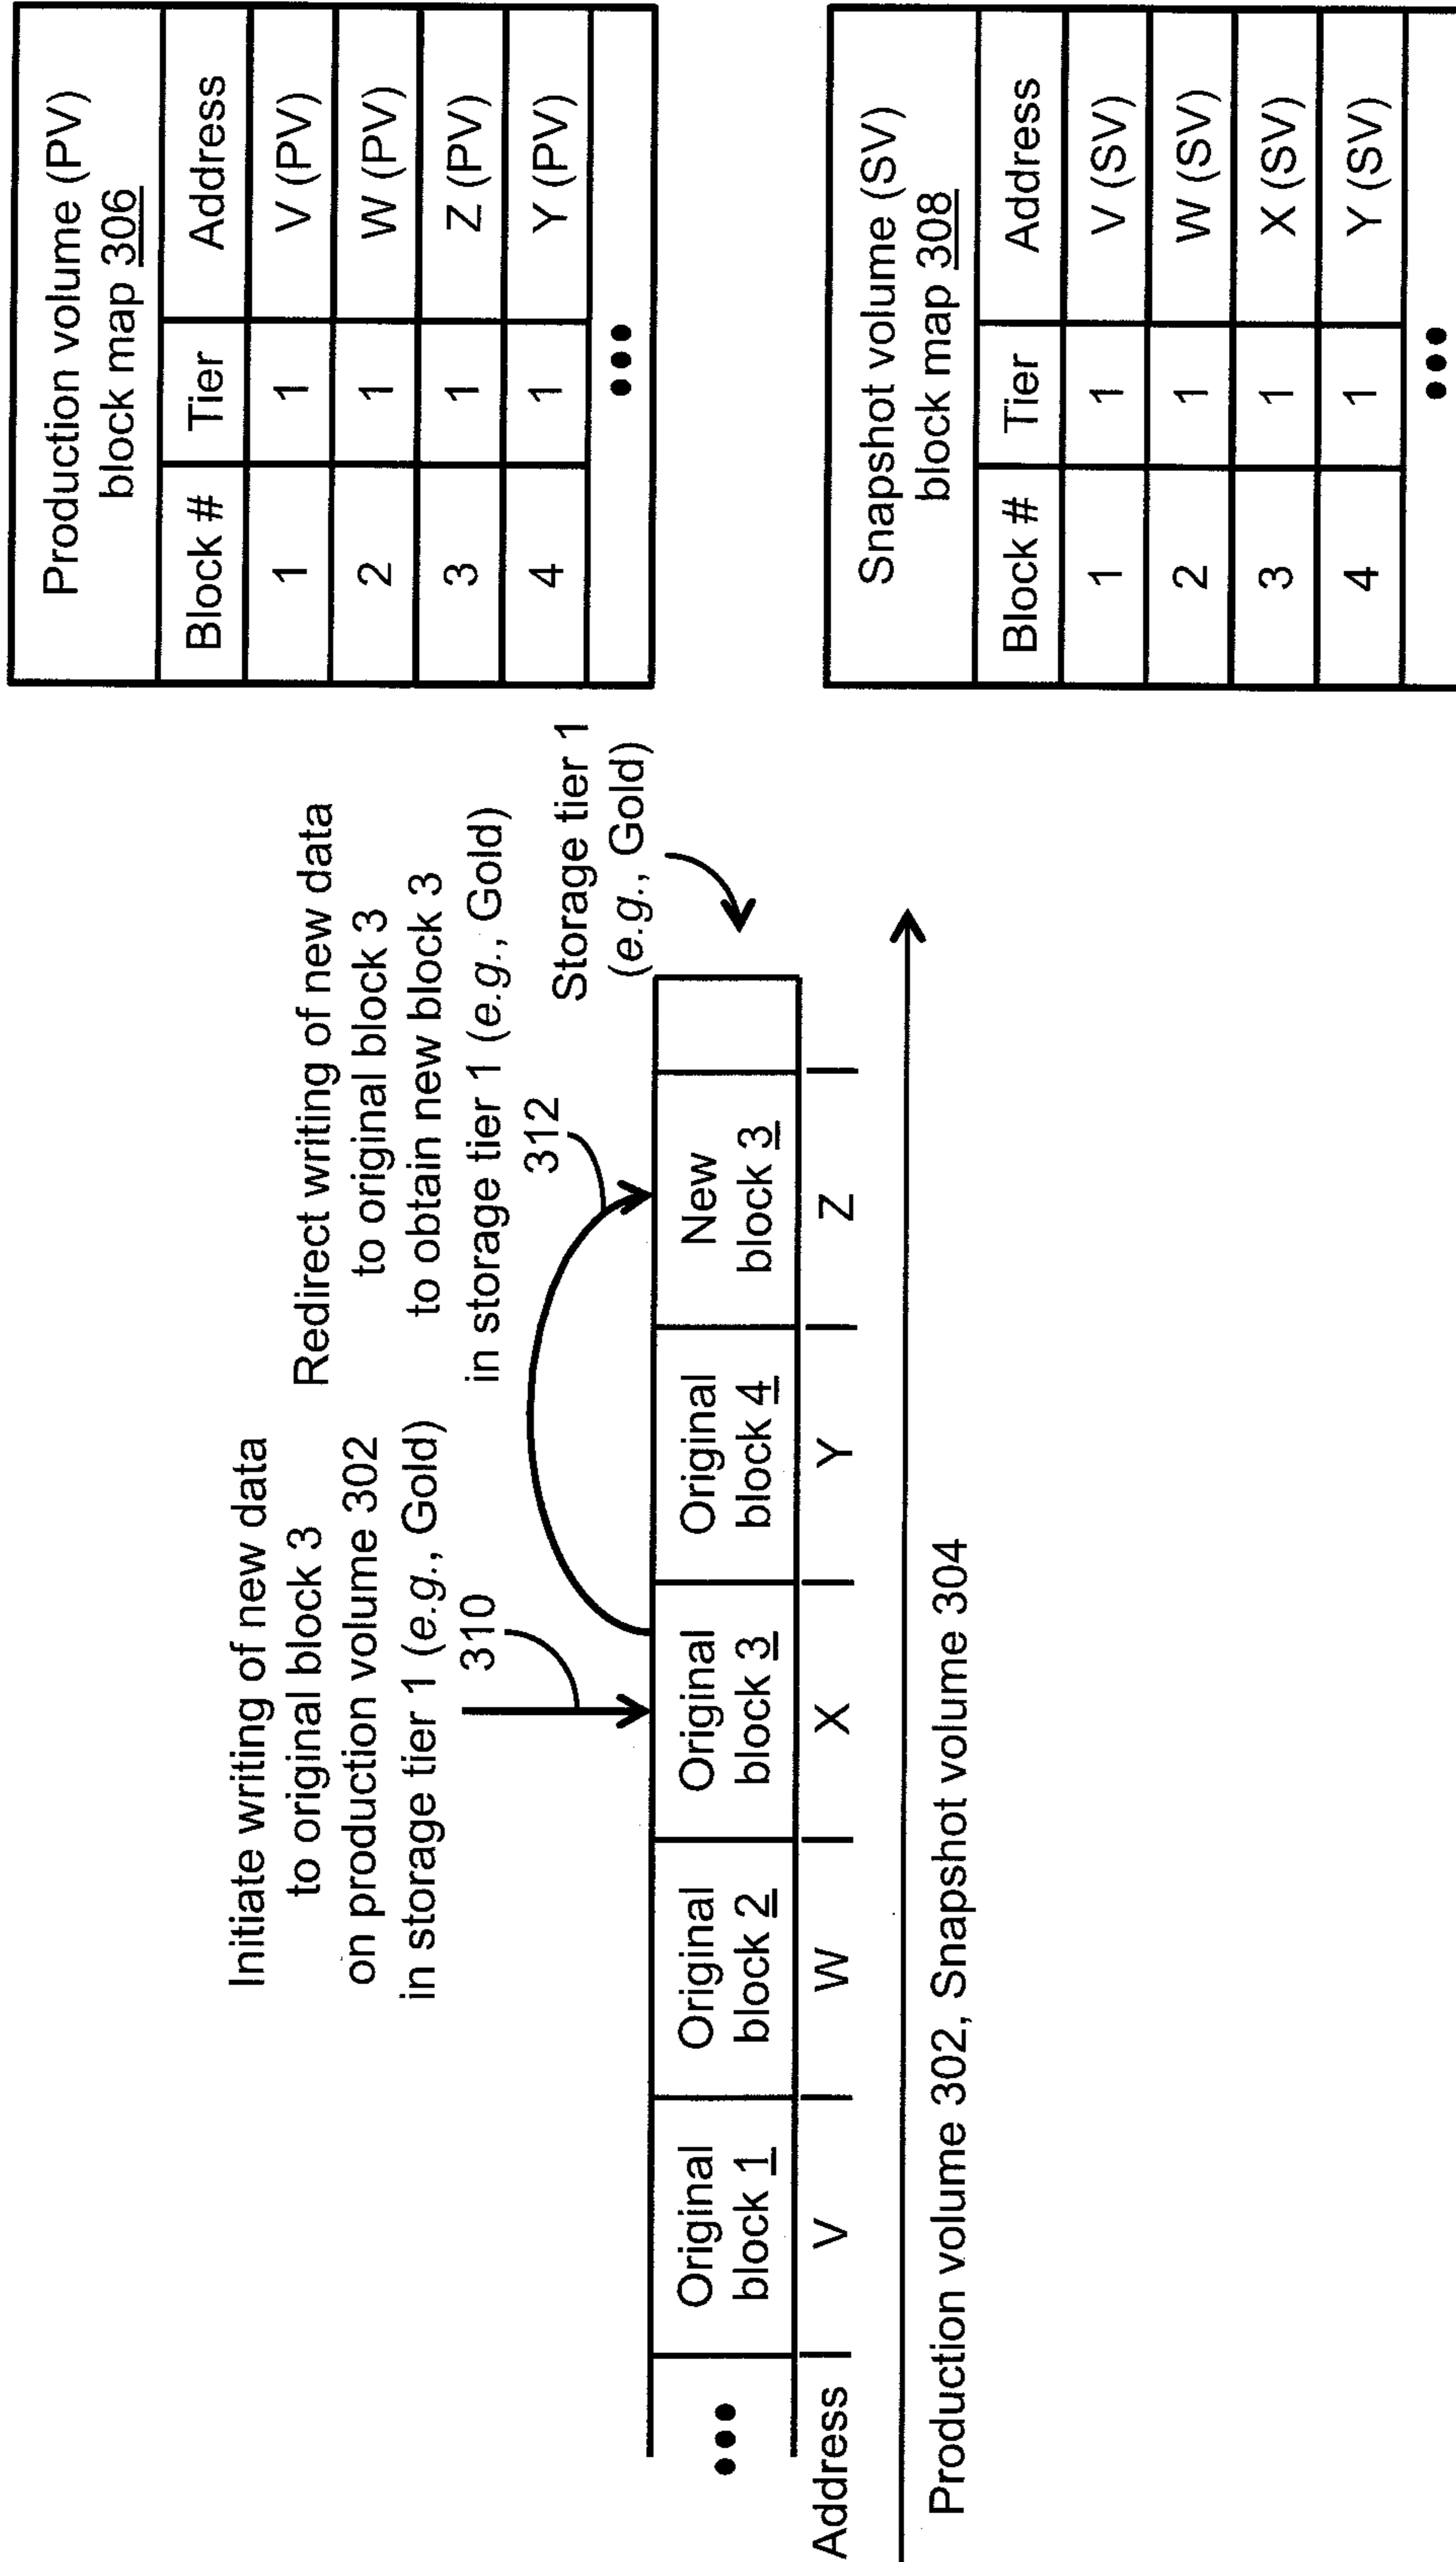 Initiate writing of new data
to original block 3
on production volume 302
in storage tier 1 (e.g., Gold)
310
Redirect writing of new data
to original block 3
to obtain new block 3
in storage tier 1 (e.g., Gold)
312
Storage tier 1
(e.g., Gold)
Original
block 1
Original
block 2
Original
block 3
Original
block 4
New
block 3
Address V W X Y Z
Production volume 302, Snapshot volume 304
Production volume (PV)
block map 306
Block # Tier Address
1 1 V (PV)
2 1 W (PV)
3 1 Z (PV)
4 1 Y (PV)
Snapshot volume (SV)
block map 308
Block # Tier Address
1 1 V (SV)
2 1 W (SV)
3 1 X (SV)
4 1 Y (SV)